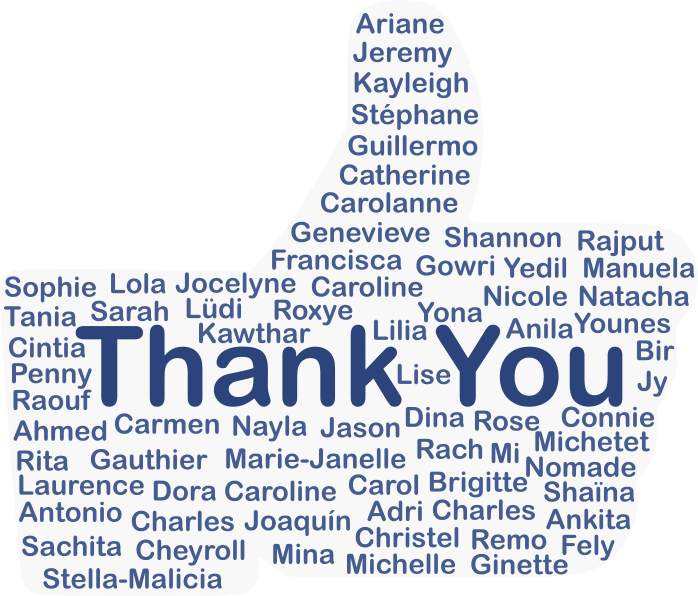 Ariane
Jeremy
Kayleigh
Stéphane
Guillermo
Catherine
Carolanne
Genevieve Shannon Rajput
Francisca Gowri Yedil Manuela
Sophie Lola Jocelyne Caroline Nicole Natacha
Tania Sarah Lüdi Roxye Yona
Kawthar Lilia Anila Younes
Cintia Bir
Thank You
Penny Lise Jy
Raouf
Ahmed Carmen Nayla Jason Dina Rose Connie
Rita Gauthier Marie-Janelle Rach Mi Michetet
Nomade
Laurence Dora Caroline Carol Brigitte Shaïna
Antonio Charles Joaquín Adri Charles Ankita
Sachita Cheyroll Mina Christel Remo Fely
Stella-Malicia Michelle Ginette